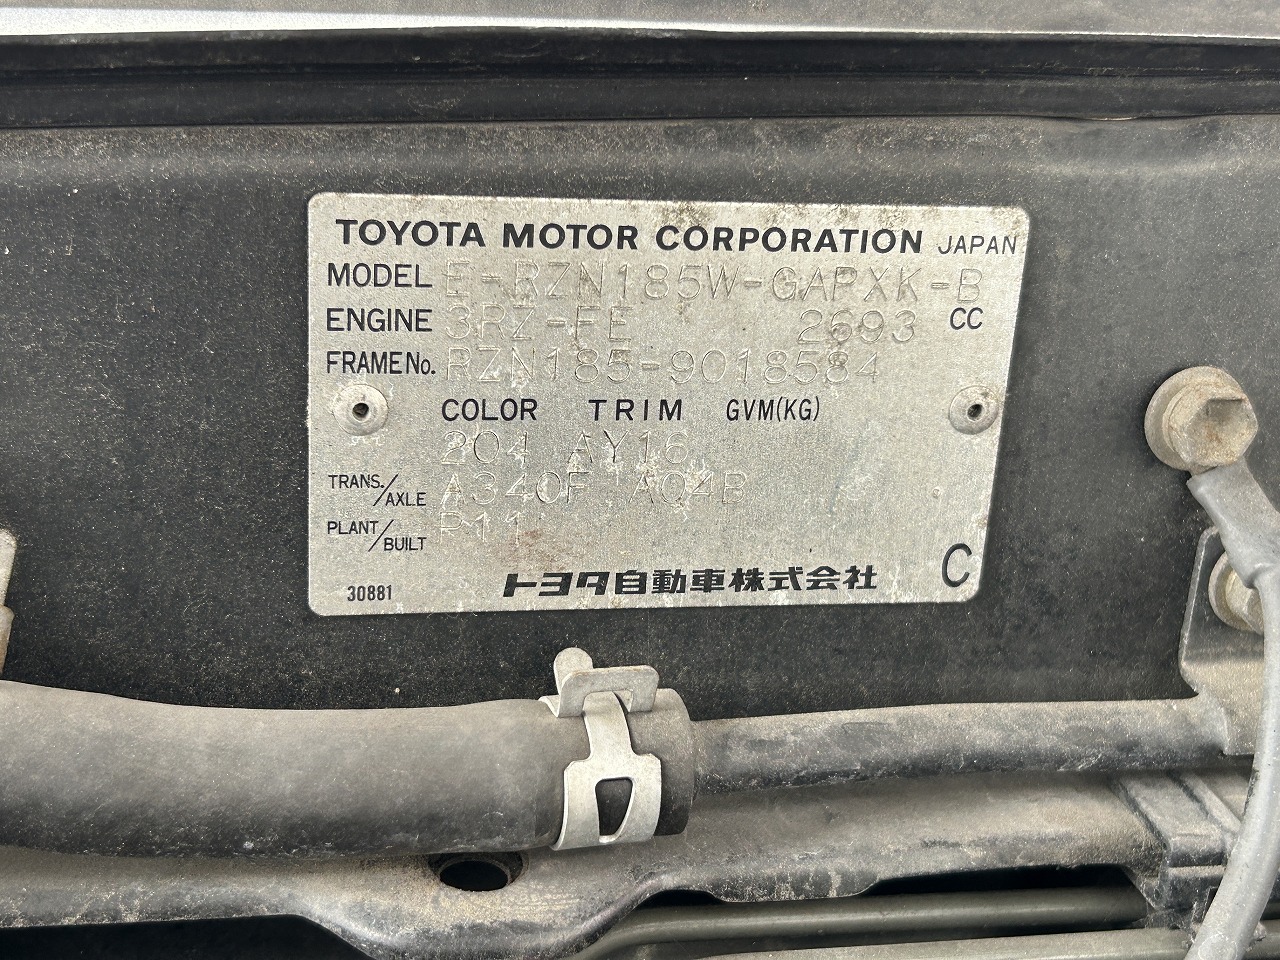 TOYOTA MOTOR CORPORATION JAPAN
MODEL E-RZN185W-GAPXK-B
ENGINE 3RZ-FE 2693 CC
FRAME No. RZN185-9018584
COLOR TRIM GVM(KG)
204 AY16
TRANS./AXLE A340F A04B
PLANT/BUILT P11
30881 トヨタ自動車株式会社 C